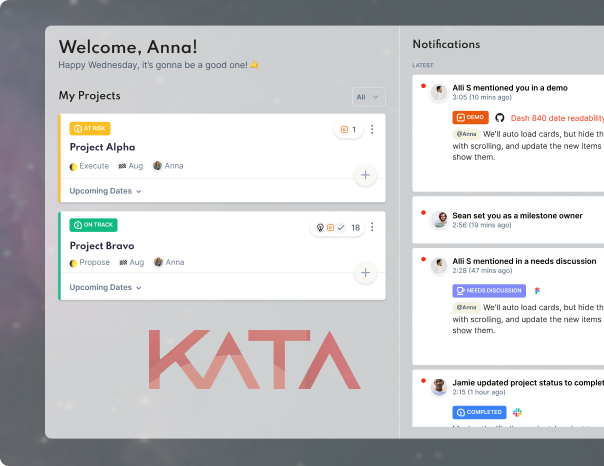 Welcome, Anna!
Happy Wednesday, it's gonna be a good one!
My Projects
All
AT RISK
1
Project Alpha
Execute
Aug
Anna
Upcoming Dates
ON TRACK
18
Project Bravo
Propose
Aug
Anna
Upcoming Dates
KATA
Notifications
LATEST
Alli S mentioned you in a demo
3:05 (10 mins ago)
DEMO
Dash 840 date readability
@Anna We'll auto load cards, but hide th
with scrolling, and update the new items
show them.
Sean set you as a milestone owner
2:56 (19 mins ago)
Alli S mentioned in a needs discussion
2:28 (47 mins ago)
NEEDS DISCUSSION
@Anna We'll auto load cards, but hide th
with scrolling, and update the new items
show them.
Jamie updated project status to complet
2:15 (1 hour ago)
COMPLETED